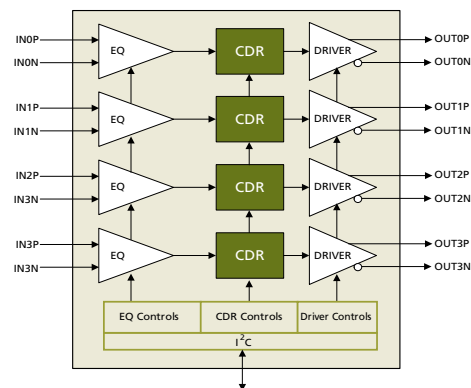 IN0P
IN0N
EQ
CDR
DRIVER
OUT0P
OUT0N
IN1P
IN1N
EQ
CDR
DRIVER
OUT1P
OUT1N
IN2P
IN3N
EQ
CDR
DRIVER
OUT2P
OUT2N
IN3P
IN3N
EQ
CDR
DRIVER
OUT3P
OUT3N
EQ Controls
CDR Controls
Driver Controls
I²C